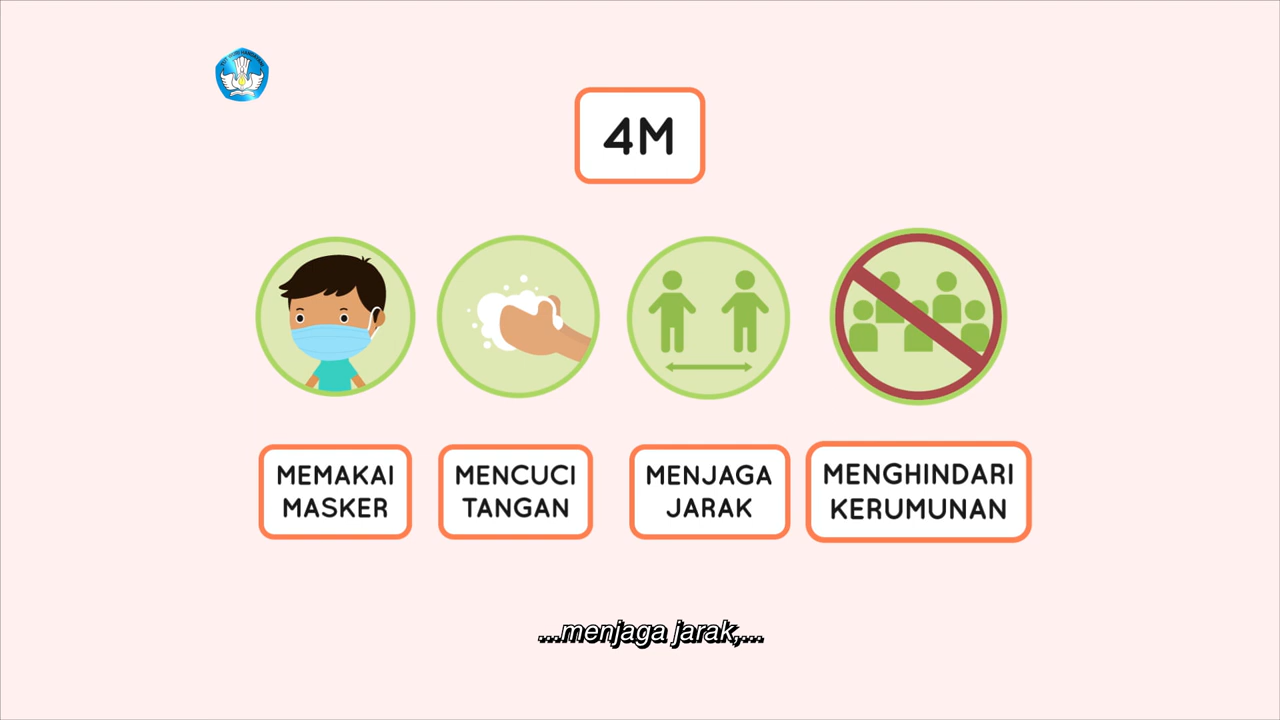 4M
MEMAKAI
MASKER
MENCUCI
TANGAN
MENJAGA
JARAK
MENGHINDARI
KERUMUNAN
...menjaga jarak,...